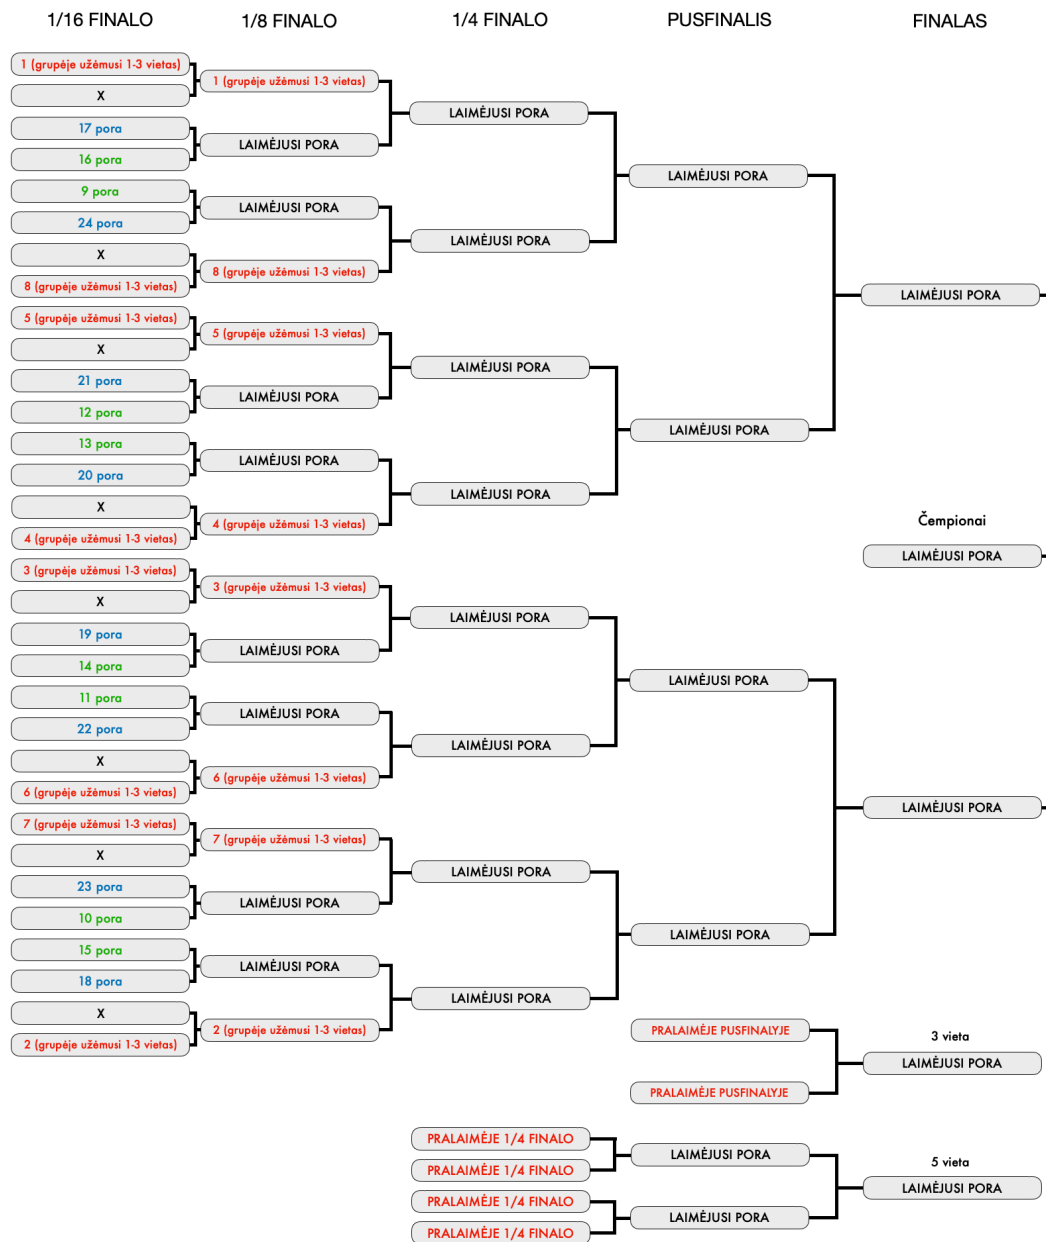 1/16 FINALO
1/8 FINALO
1/4 FINALO
PUSFINALIS
FINALAS
1 (grupėje užėmusi 1-3 vietas)
X
17 pora
16 pora
9 pora
24 pora
X
8 (grupėje užėmusi 1-3 vietas)
5 (grupėje užėmusi 1-3 vietas)
X
21 pora
12 pora
13 pora
20 pora
X
4 (grupėje užėmusi 1-3 vietas)
3 (grupėje užėmusi 1-3 vietas)
X
19 pora
14 pora
11 pora
22 pora
X
6 (grupėje užėmusi 1-3 vietas)
7 (grupėje užėmusi 1-3 vietas)
X
23 pora
10 pora
15 pora
18 pora
X
2 (grupėje užėmusi 1-3 vietas)
1 (grupėje užėmusi 1-3 vietas)
LAIMĖJUSI PORA
LAIMĖJUSI PORA
8 (grupėje užėmusi 1-3 vietas)
5 (grupėje užėmusi 1-3 vietas)
LAIMĖJUSI PORA
LAIMĖJUSI PORA
4 (grupėje užėmusi 1-3 vietas)
3 (grupėje užėmusi 1-3 vietas)
LAIMĖJUSI PORA
LAIMĖJUSI PORA
6 (grupėje užėmusi 1-3 vietas)
7 (grupėje užėmusi 1-3 vietas)
LAIMĖJUSI PORA
LAIMĖJUSI PORA
2 (grupėje užėmusi 1-3 vietas)
LAIMĖJUSI PORA
LAIMĖJUSI PORA
LAIMĖJUSI PORA
LAIMĖJUSI PORA
LAIMĖJUSI PORA
LAIMĖJUSI PORA
LAIMĖJUSI PORA
LAIMĖJUSI PORA
PRALAIMĖJE 1/4 FINALO
PRALAIMĖJE 1/4 FINALO
PRALAIMĖJE 1/4 FINALO
PRALAIMĖJE 1/4 FINALO
LAIMĖJUSI PORA
LAIMĖJUSI PORA
LAIMĖJUSI PORA
LAIMĖJUSI PORA
PRALAIMĖJE PUSFINALYJE
PRALAIMĖJE PUSFINALYJE
LAIMĖJUSI PORA
LAIMĖJUSI PORA
LAIMĖJUSI PORA
Čempionai
LAIMĖJUSI PORA
LAIMĖJUSI PORA
3 vieta
LAIMĖJUSI PORA
5 vieta
LAIMĖJUSI PORA